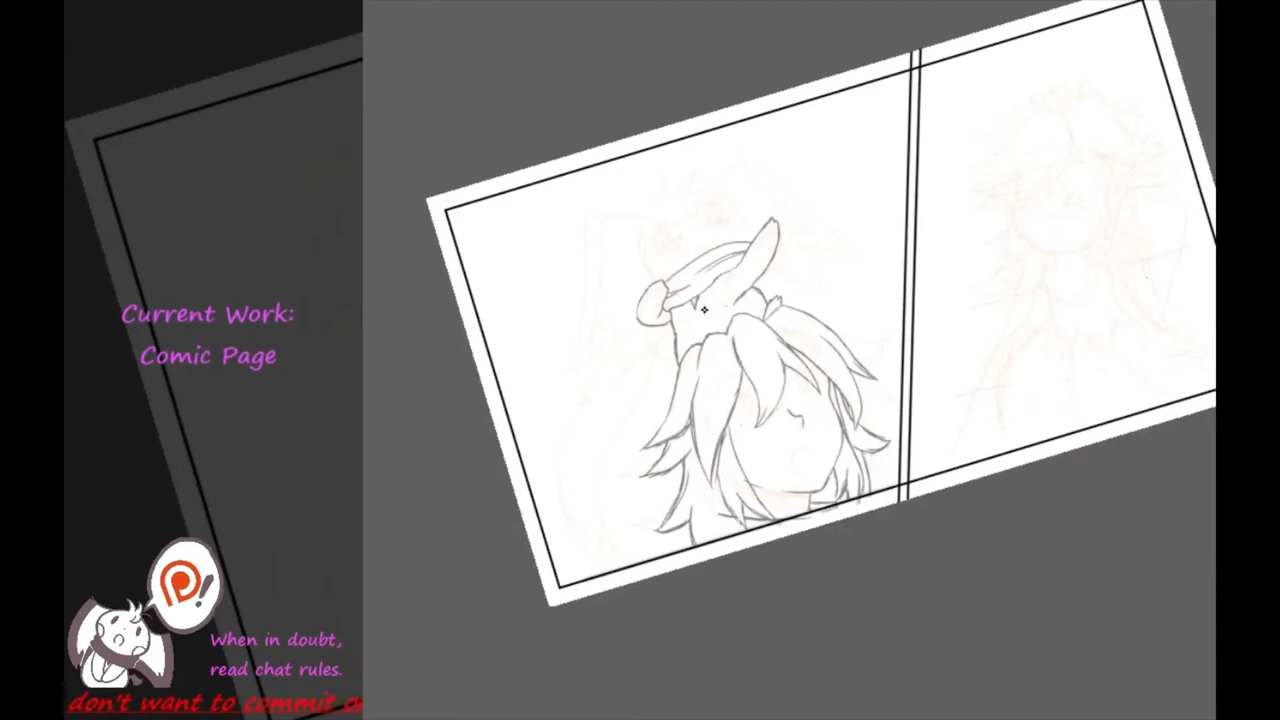 Current Work:
Comic Page
When in doubt,
read chat rules.
don't want to commit